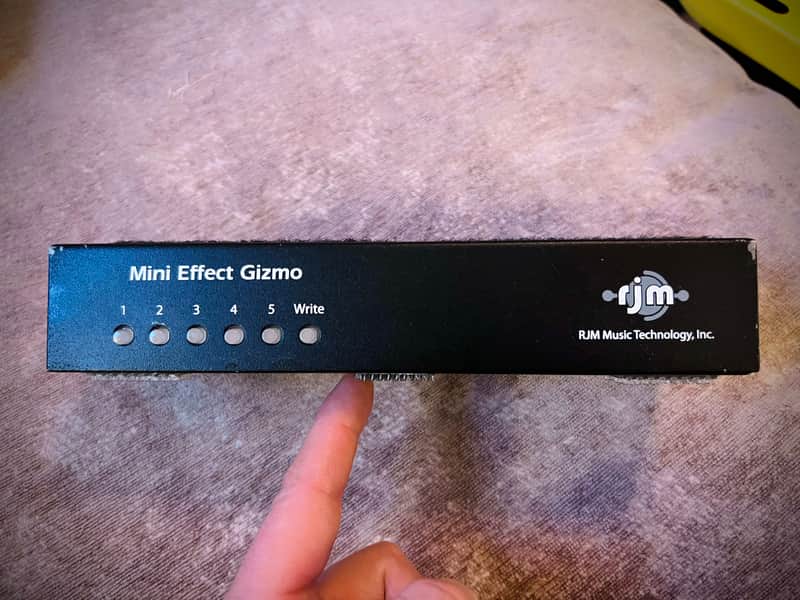 Mini Effect Gizmo
1 2 3 4 5 Write
rjm
RJM Music Technology, Inc.